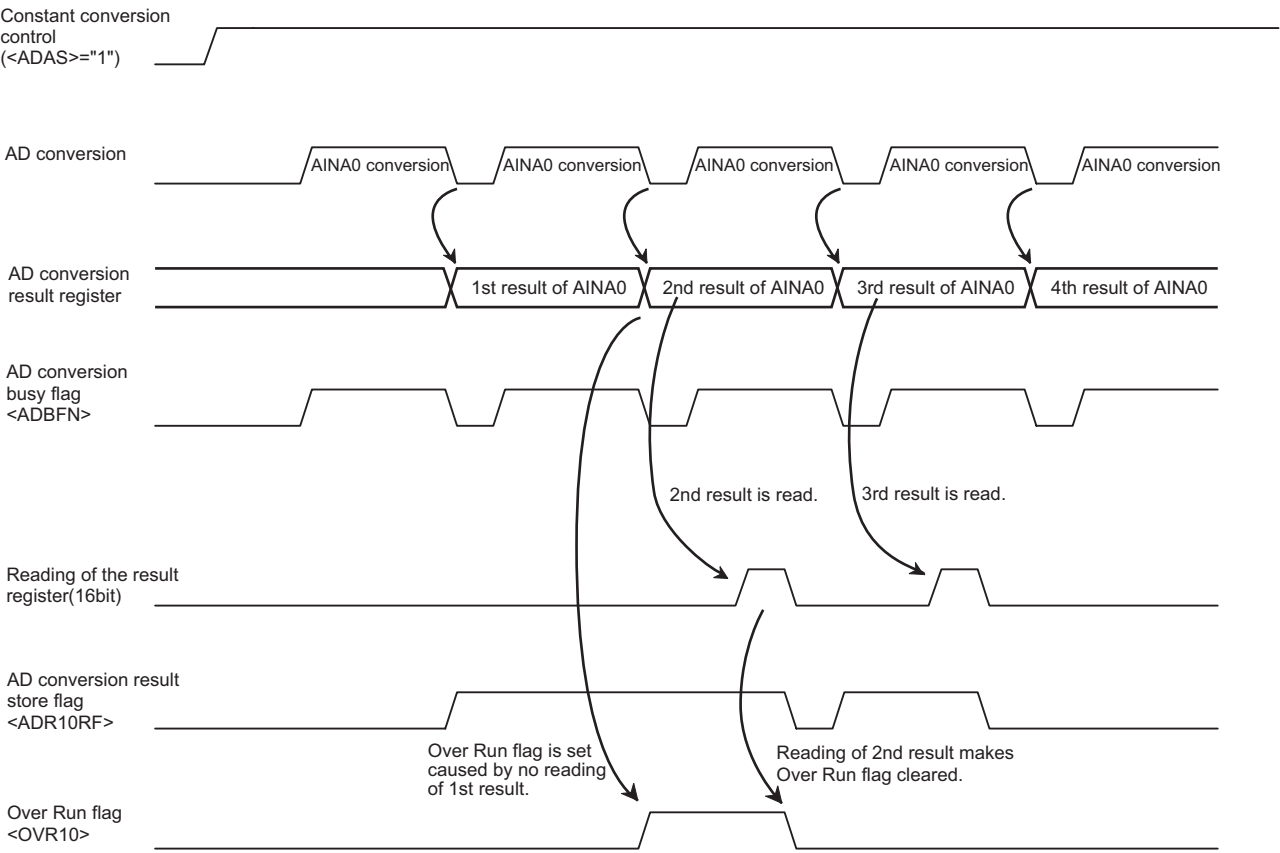 Constant conversion
control
(<ADAS>="1")
AD conversion
AINA0 conversion
AINA0 conversion
AINA0 conversion
AINA0 conversion
AINA0 conversion
AD conversion
result register
1st result of AINA0
2nd result of AINA0
3rd result of AINA0
4th result of AINA0
AD conversion
busy flag
<ADBFN>
2nd result is read.
3rd result is read.
Reading of the result
register(16bit)
AD conversion result
store flag
<ADR10RF>
Over Run flag is set
caused by no reading
of 1st result.
Reading of 2nd result makes
Over Run flag cleared.
Over Run flag
<OVR10>